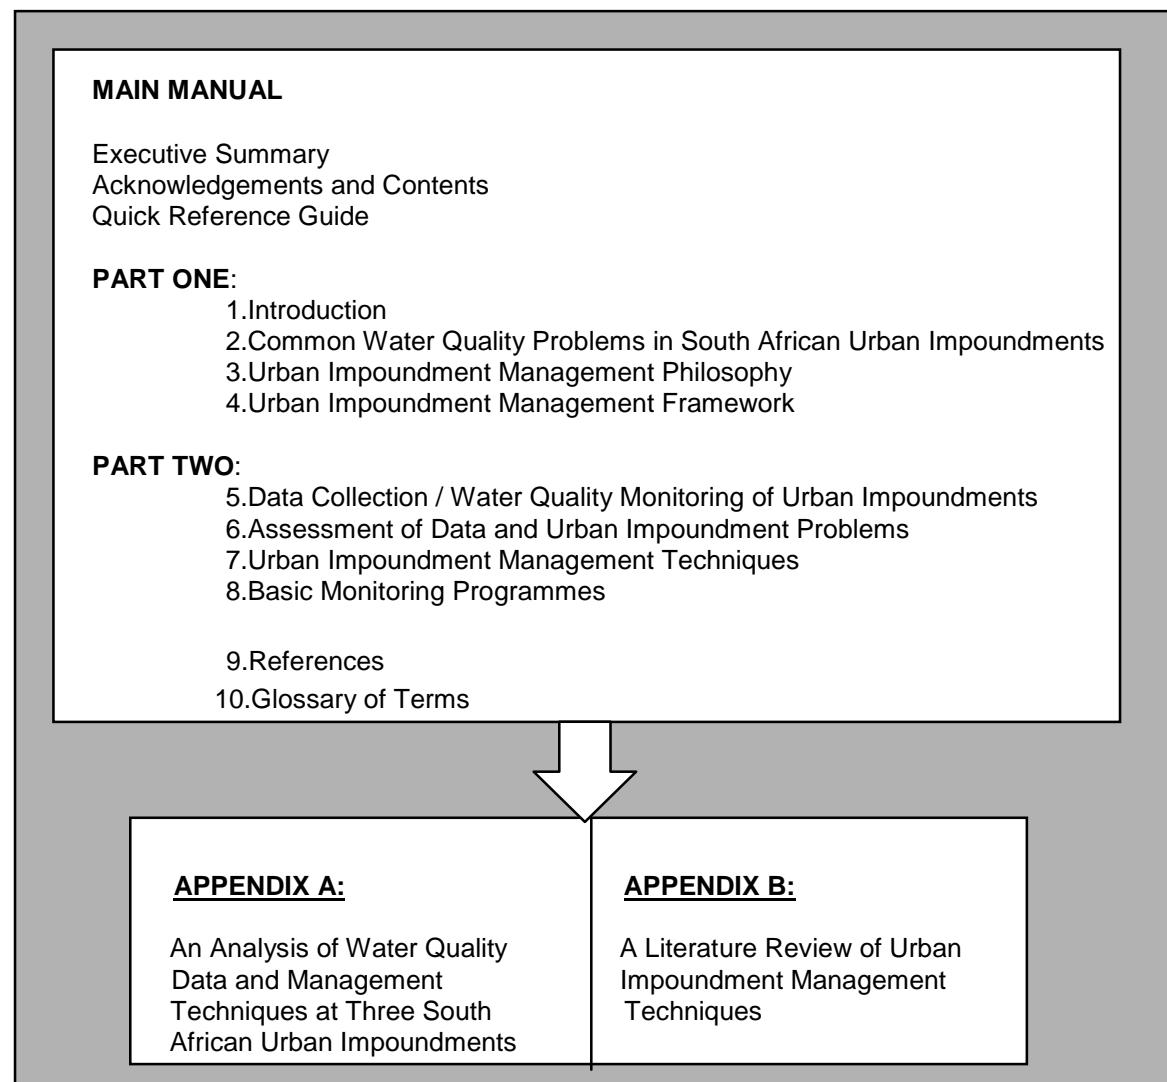 MAIN MANUAL
Executive Summary
Acknowledgements and Contents
Quick Reference Guide
PART ONE:
1.Introduction
2.Common Water Quality Problems in South African Urban Impoundments
3.Urban Impoundment Management Philosophy
4.Urban Impoundment Management Framework
PART TWO:
5.Data Collection / Water Quality Monitoring of Urban Impoundments
6.Assessment of Data and Urban Impoundment Problems
7.Urban Impoundment Management Techniques
8.Basic Monitoring Programmes
9.References
10.Glossary of Terms
APPENDIX A:
An Analysis of Water Quality
Data and Management
Techniques at Three South
African Urban Impoundments
APPENDIX B:
A Literature Review of Urban
Impoundment Management
Techniques